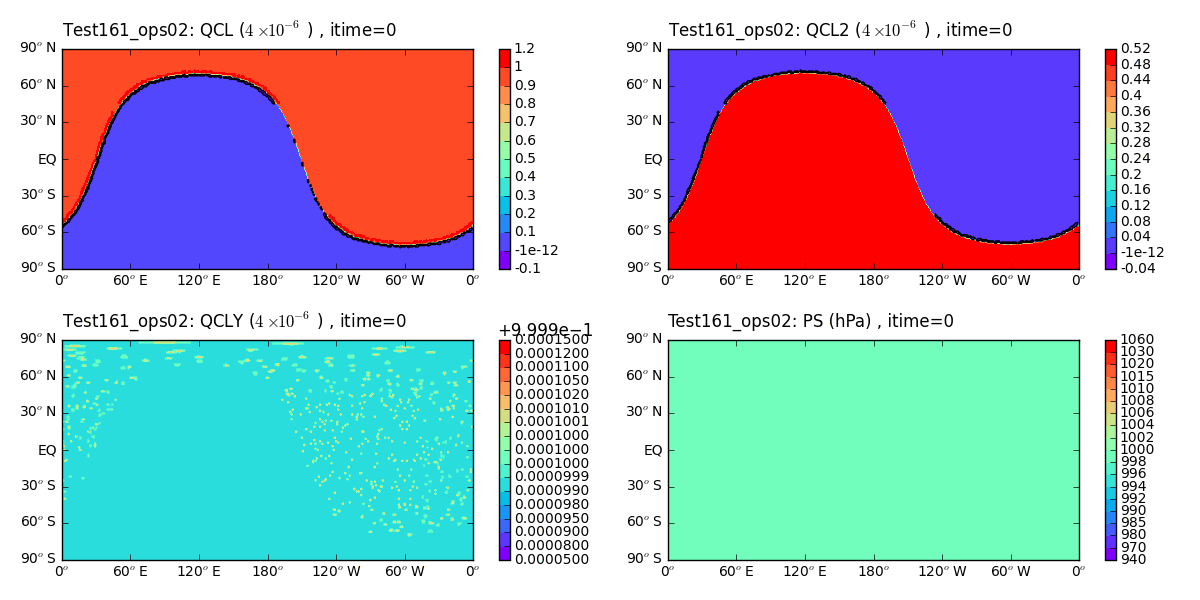 Test161_ops02: QCL (4×10⁻⁶ ) , itime=0
90° N
60° N
30° N
EQ
30° S
60° S
90° S
0° 60° E 120° E 180° 120° W 60° W 0°
1.2
1
1
0.9
0.8
0.7
0.6
0.5
0.4
0.3
0.2
0.1
-1e-12
-0.1
Test161_ops02: QCL2 (4×10⁻⁶ ) , itime=0
90° N
60° N
30° N
EQ
30° S
60° S
90° S
0° 60° E 120° E 180° 120° W 60° W 0°
0.52
0.48
0.44
0.4
0.36
0.32
0.28
0.24
0.2
0.16
0.12
0.08
0.04
-1e-12
-0.04
Test161_ops02: QCLY (4×10⁻⁶ ) , itime=0
90° N
60° N
30° N
EQ
30° S
60° S
90° S
0° 60° E 120° E 180° 120° W 60° W 0°
+9.999e−1
0.0001500
0.0001200
0.0001100
0.0001050
0.0001020
0.0001010
0.0001001
0.0001000
0.0001000
0.0001000
0.0000999
0.0000990
0.0000980
0.0000950
0.0000900
0.0000800
0.0000500
Test161_ops02: PS (hPa) , itime=0
90° N
60° N
30° N
EQ
30° S
60° S
90° S
0° 60° E 120° E 180° 120° W 60° W 0°
1060
1030
1020
1015
1010
1008
1006
1004
1002
1000
998
996
994
992
990
985
970
940